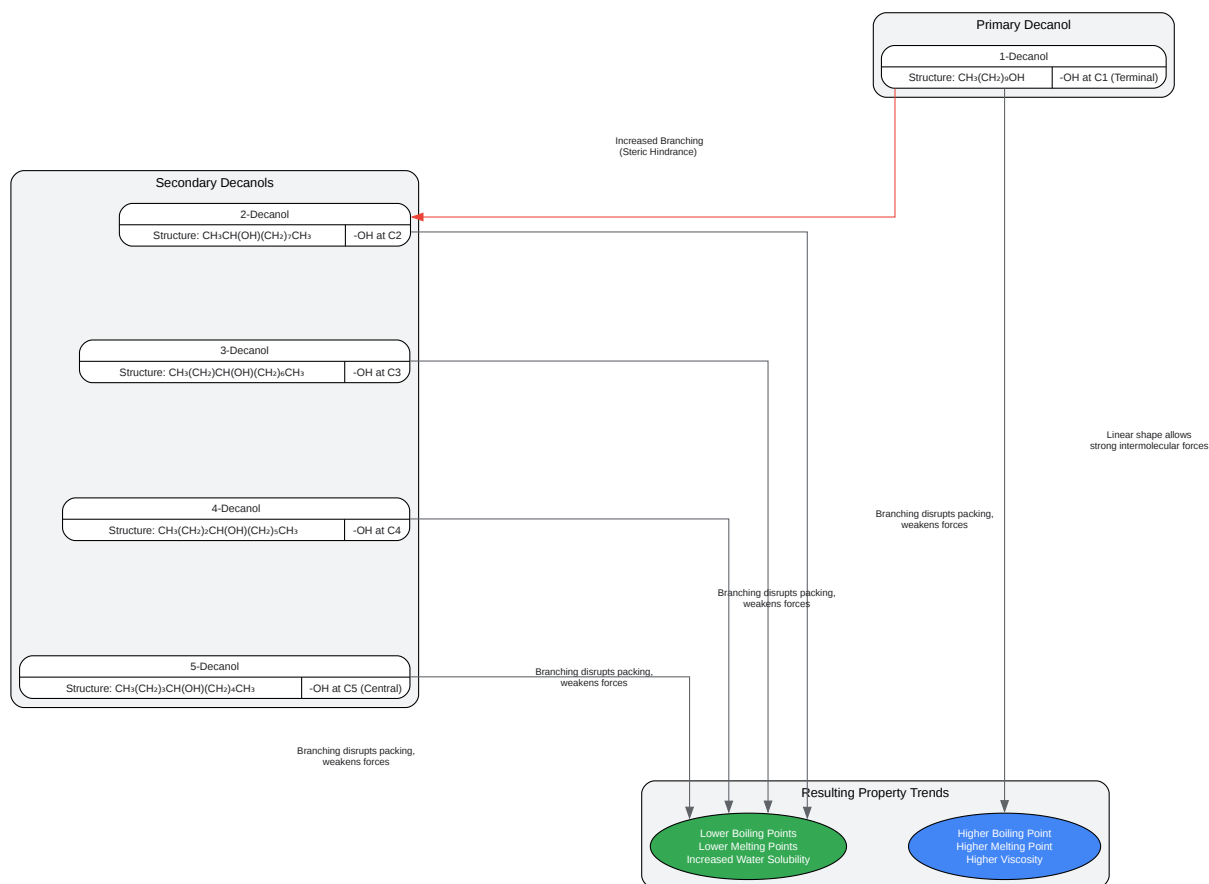 Primary Decanol
1-Decanol
Structure: CH₃(CH₂)₉OH
-OH at C1 (Terminal)
Increased Branching
(Steric Hindrance)
Secondary Decanols
2-Decanol
Structure: CH₃CH(OH)(CH₂)₇CH₃
-OH at C2
3-Decanol
Structure: CH₃(CH₂)CH(OH)(CH₂)₆CH₃
-OH at C3
Linear shape allows
strong intermolecular forces
4-Decanol
Structure: CH₃(CH₂)₂CH(OH)(CH₂)₅CH₃
-OH at C4
Branching disrupts packing,
weakens forces
Branching disrupts packing,
weakens forces
5-Decanol
Structure: CH₃(CH₂)₃CH(OH)(CH₂)₄CH₃
-OH at C5 (Central)
Branching disrupts packing,
weakens forces
Branching disrupts packing,
weakens forces
Resulting Property Trends
Lower Boiling Points
Lower Melting Points
Increased Water Solubility
Higher Boiling Point
Higher Melting Point
Higher Viscosity